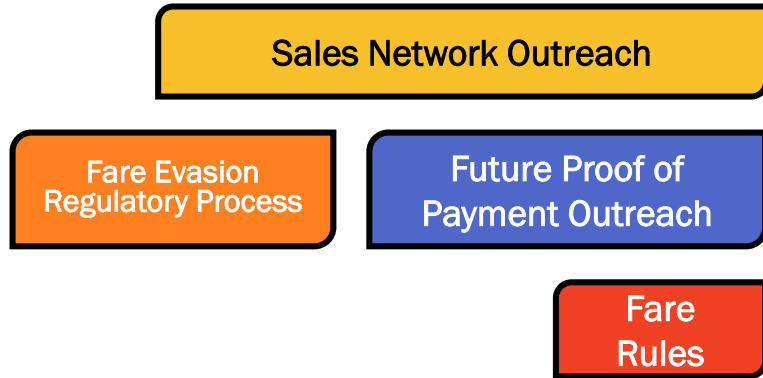 Sales Network Outreach
Fare Evasion
Regulatory Process
Future Proof of
Payment Outreach
Fare
Rules